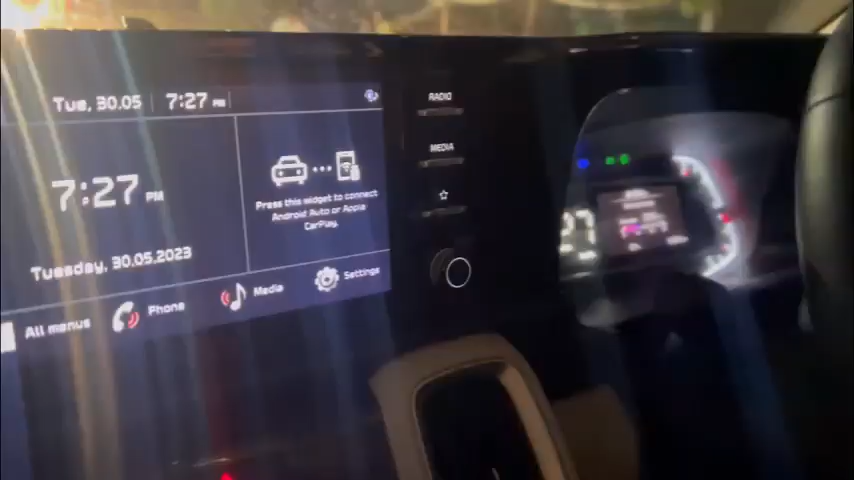 Tue, 30.05 7:27 PM
7:27 PM
Tuesday, 30.05.2023
Press this widget to connect
Android Auto or Apple
CarPlay.
All menus
Phone
Media
Settings
RADIO
MEDIA